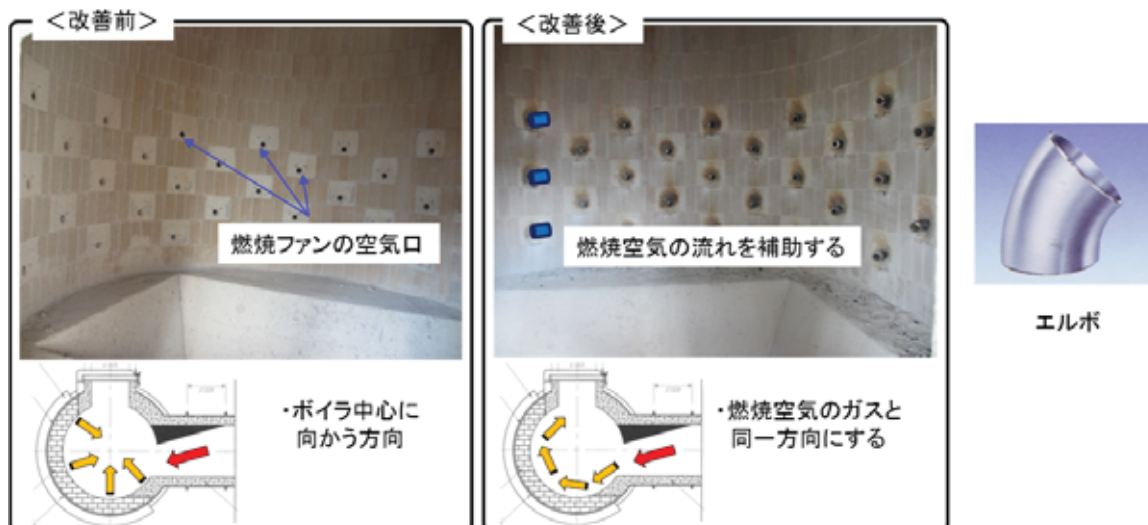 ＜改善前＞
燃焼ファンの空気口
・ボイラ中心に
向かう方向
＜改善後＞
燃焼空気の流れを補助する
・燃焼空気のガスと
同一方向にする
エルボ